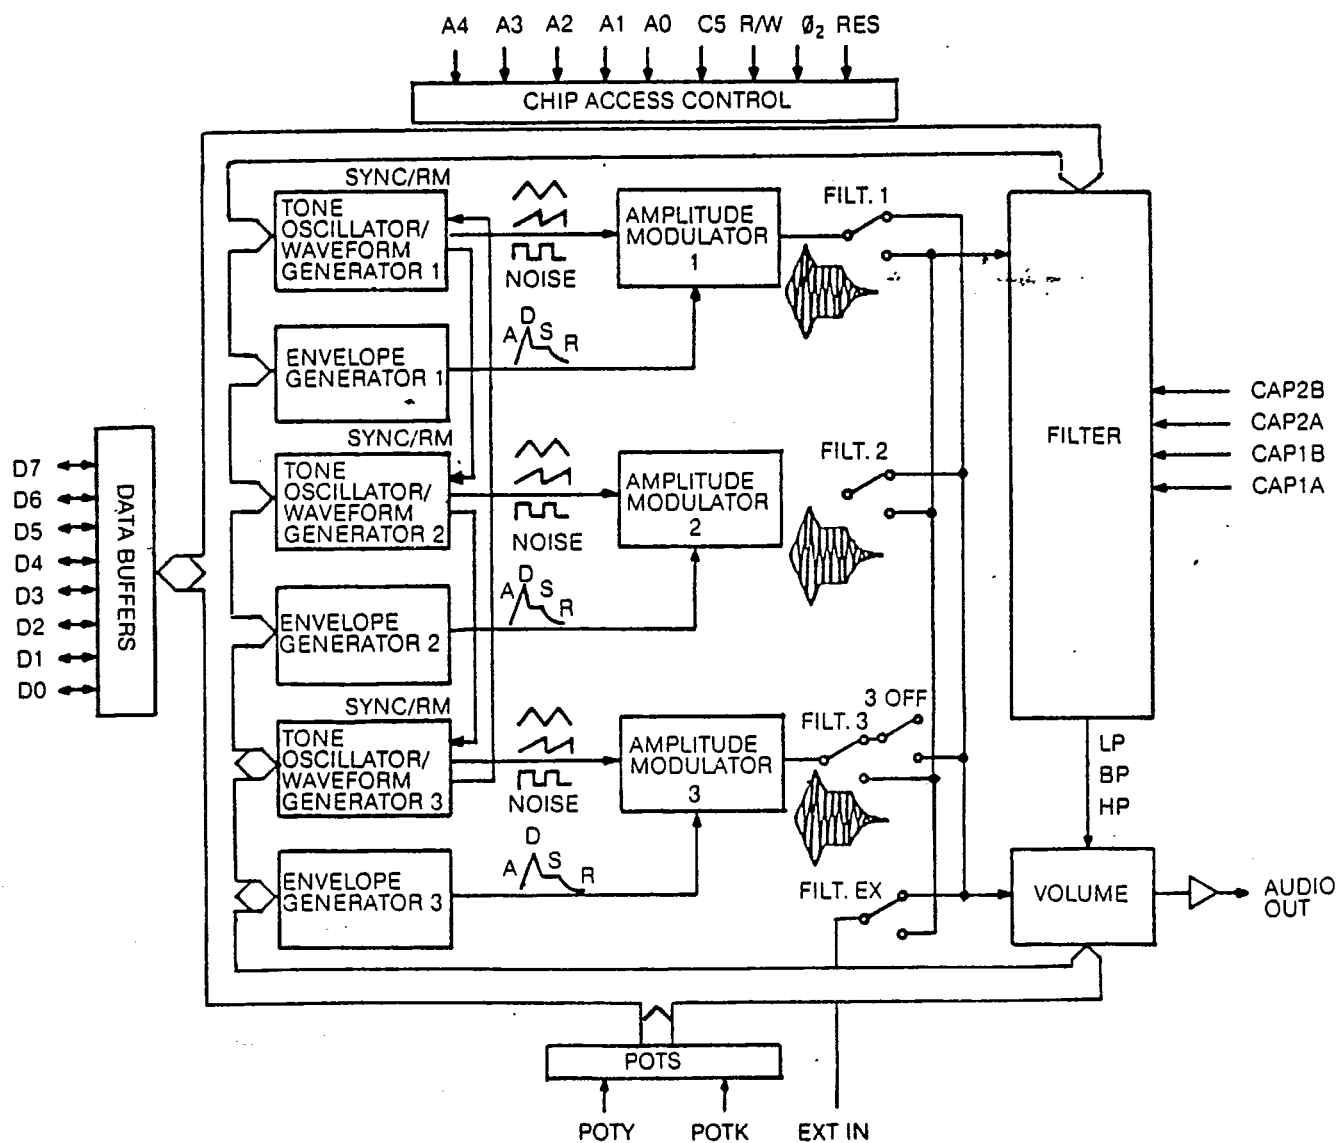 A4 A3 A2 A1 A0 C5 R/W Ø₂ RES
CHIP ACCESS CONTROL
SYNC/RM
TONE
OSCILLATOR/
WAVEFORM
GENERATOR 1
NOISE
AMPLITUDE
MODULATOR
1
FILT. 1
A D S R
ENVELOPE
GENERATOR 1
SYNC/RM
TONE
OSCILLATOR/
WAVEFORM
GENERATOR 2
NOISE
AMPLITUDE
MODULATOR
2
FILT. 2
A D S R
ENVELOPE
GENERATOR 2
SYNC/RM
TONE
OSCILLATOR/
WAVEFORM
GENERATOR 3
NOISE
AMPLITUDE
MODULATOR
3
FILT. 3
3 OFF
A D S R
ENVELOPE
GENERATOR 3
FILT. EX
D7
D6
D5
D4
D3
D2
D1
D0
DATA BUFFERS
FILTER
CAP2B
CAP2A
CAP1B
CAP1A
LP
BP
HP
VOLUME
AUDIO
OUT
POTS
POTY POTK EXT IN